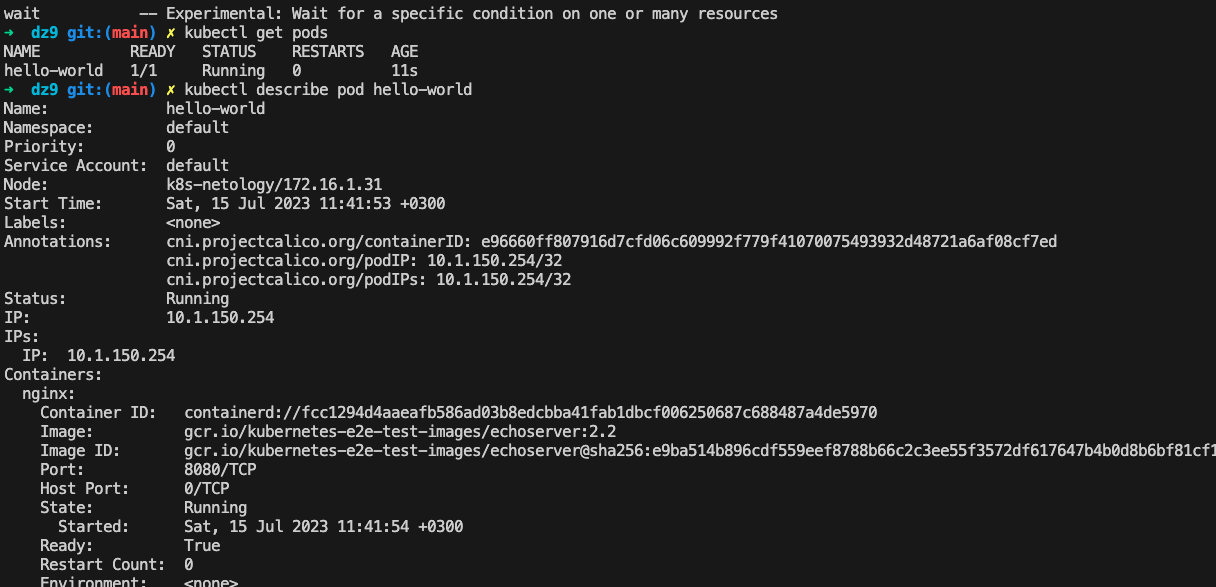 wait           -- Experimental: Wait for a specific condition on one or many resources
➜  dz9 git:(main) ✗ kubectl get pods
NAME          READY   STATUS    RESTARTS   AGE
hello-world   1/1     Running   0          11s
➜  dz9 git:(main) ✗ kubectl describe pod hello-world
Name:             hello-world
Namespace:        default
Priority:         0
Service Account:  default
Node:             k8s-netology/172.16.1.31
Start Time:       Sat, 15 Jul 2023 11:41:53 +0300
Labels:           <none>
Annotations:      cni.projectcalico.org/containerID: e96660ff807916d7cfd06c609992f779f41070075493932d48721a6af08cf7ed
                  cni.projectcalico.org/podIP: 10.1.150.254/32
                  cni.projectcalico.org/podIPs: 10.1.150.254/32
Status:           Running
IP:               10.1.150.254
IPs:
  IP:  10.1.150.254
Containers:
  nginx:
    Container ID:   containerd://fcc1294d4aaeafb586ad03b8edcbba41fab1dbcf006250687c688487a4de5970
    Image:          gcr.io/kubernetes-e2e-test-images/echoserver:2.2
    Image ID:       gcr.io/kubernetes-e2e-test-images/echoserver@sha256:e9ba514b896cdf559eef8788b66c2c3ee55f3572df617647b4b0d8b6bf81cf1
    Port:           8080/TCP
    Host Port:      0/TCP
    State:          Running
      Started:      Sat, 15 Jul 2023 11:41:54 +0300
    Ready:          True
    Restart Count:  0
    Environment:    <none>